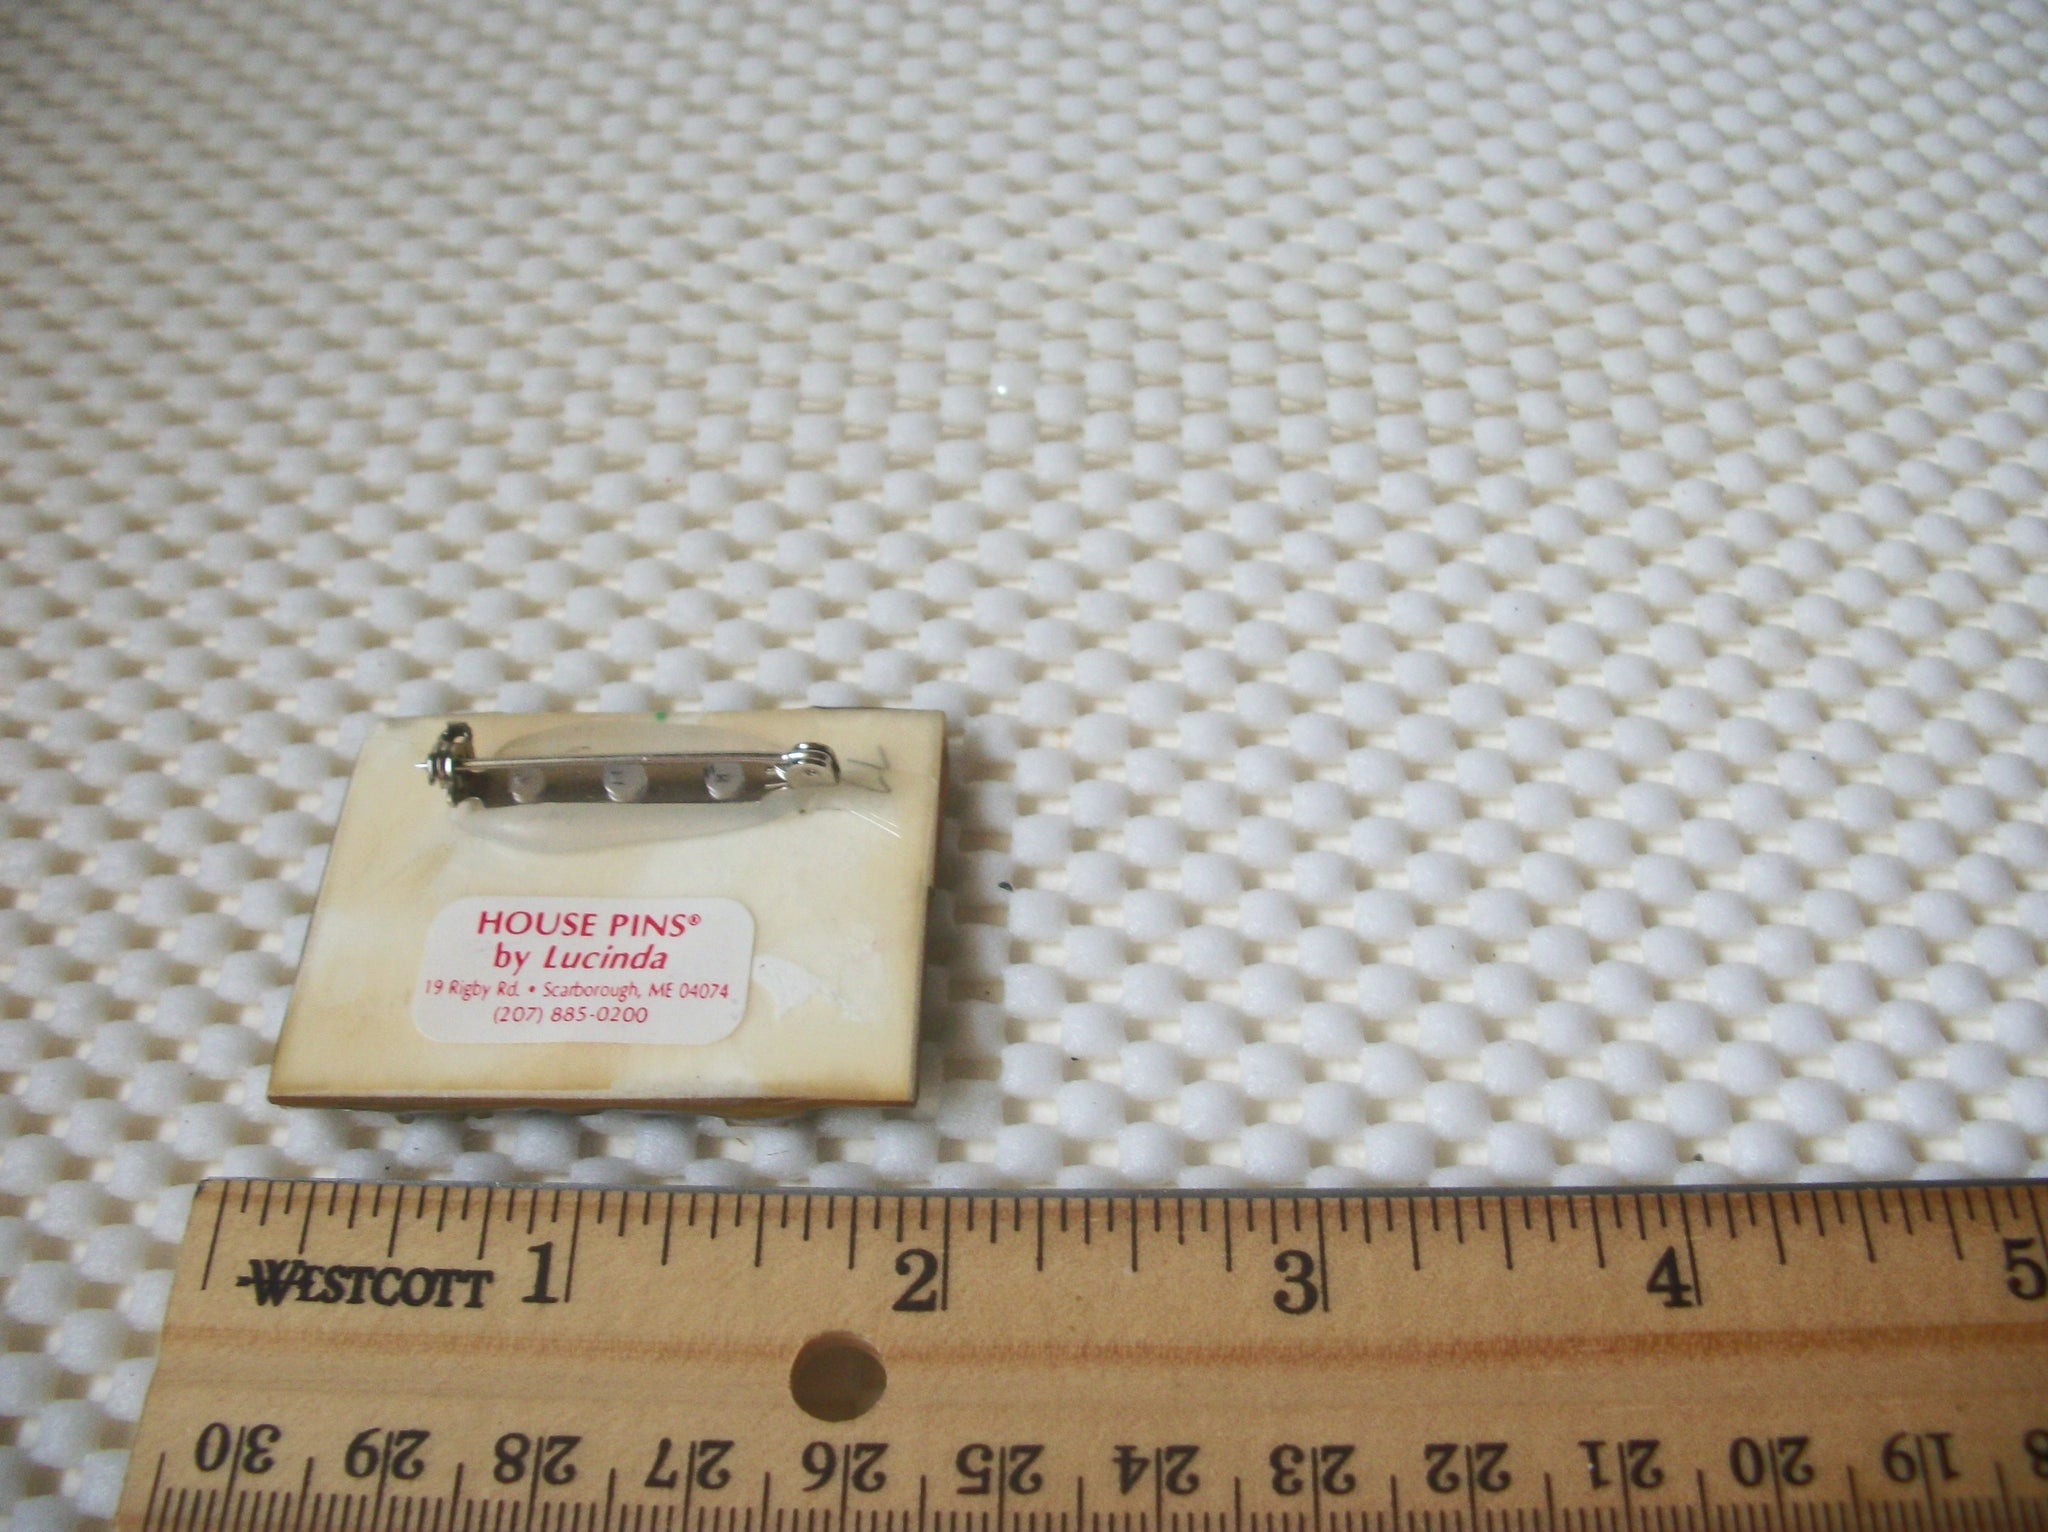 HOUSE PINS®
by Lucinda
19 Rigby Rd. • Scarborough, ME 04074
(207) 885-0200
WESTCOTT 1 2 3 4 5
30 29 28 27 26 25 24 23 22 21 20 19